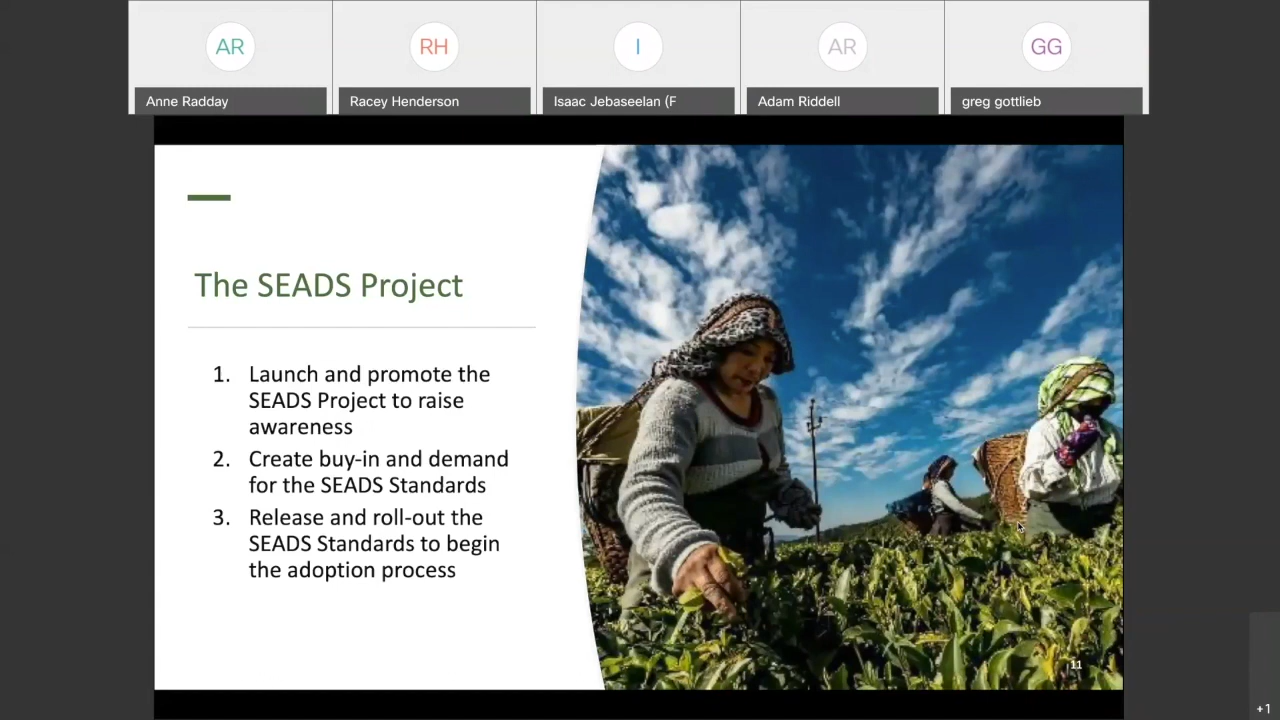 AR
RH
I
AR
GG
Anne Radday
Racey Henderson
Isaac Jebaseelan (F
Adam Riddell
greg gottlieb
The SEADS Project
1. Launch and promote the
SEADS Project to raise
awareness
2. Create buy-in and demand
for the SEADS Standards
3. Release and roll-out the
SEADS Standards to begin
the adoption process
11
+1